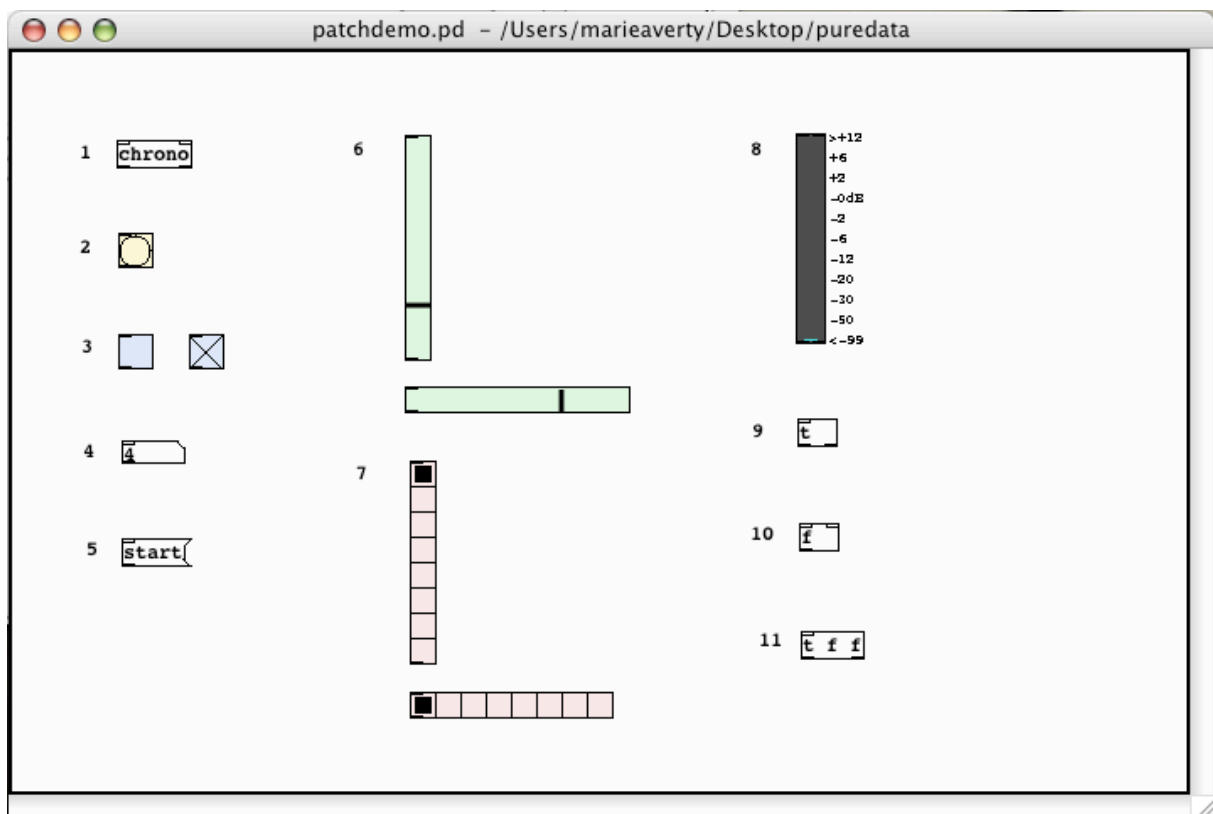 patchdemo.pd – /Users/marieaverty/Desktop/puredata
1 chrono
2
3
4 4
5 start
6
7
8
>+12
+6
+2
-0dB
-2
-6
-12
-20
-30
-50
<-99
9 t
10 f
11 t f f